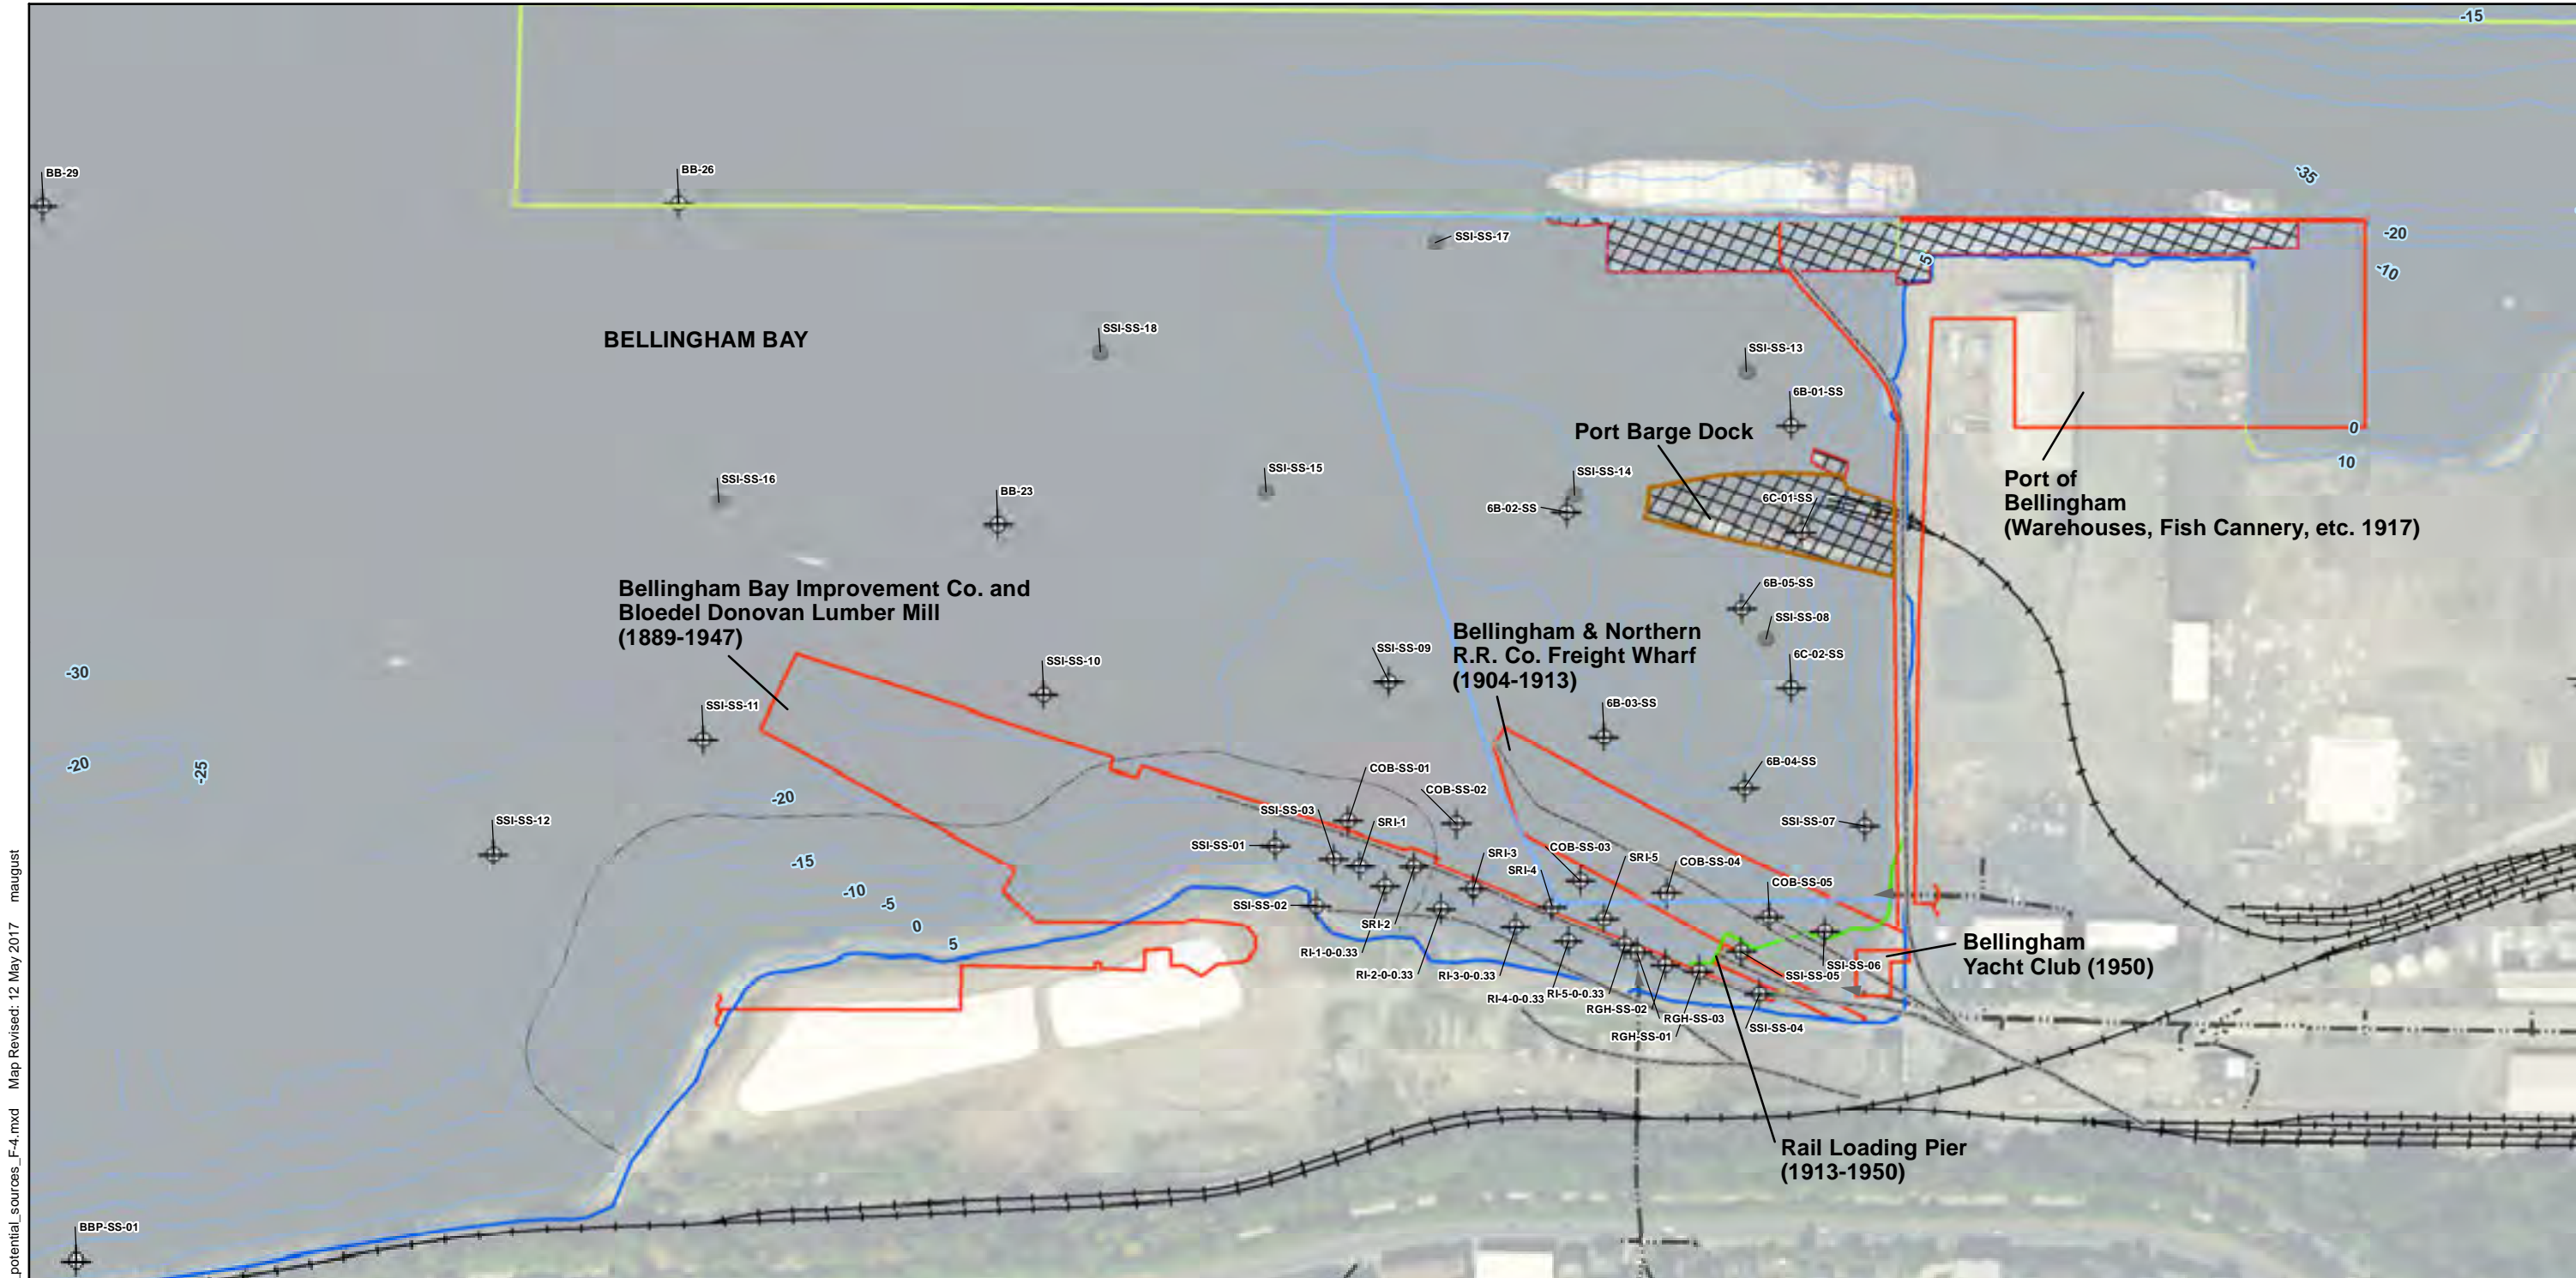 -15
BB-29
BB-26
-35
SSI-SS-17
-20
5
-10
SSI-SS-18
BELLINGHAM BAY
SSI-SS-13
6B-01-SS
Port Barge Dock
0
10
SSI-SS-16
BB-23
SSI-SS-15
SSI-SS-14
6B-02-SS
6C-01-SS
Port of
Bellingham
(Warehouses, Fish Cannery, etc. 1917)
Bellingham Bay Improvement Co. and
Bloedel Donovan Lumber Mill
(1889-1947)
6B-05-SS
SSI-SS-08
Bellingham & Northern
R.R. Co. Freight Wharf
(1904-1913)
-30
SSI-SS-10
SSI-SS-09
6C-02-SS
SSI-SS-11
6B-03-SS
-20
-25
-20
COB-SS-01
COB-SS-02
6B-04-SS
SSI-SS-12
SSI-SS-03
SRI-1
SSI-SS-07
SSI-SS-01
SRI-3
COB-SS-03
SRI-5
COB-SS-04
-15
SRI-4
COB-SS-05
-10
-5
SSI-SS-02
0
SRI-2
5
RI-1-0-0.33
RI-2-0-0.33
RI-3-0-0.33
RI-4-0-0.33
RI-5-0-0.33
SSI-SS-06
SSI-SS-05
Bellingham
Yacht Club (1950)
RGH-SS-02
RGH-SS-03
RGH-SS-01
SSI-SS-04
Rail Loading Pier
(1913-1950)
BBP-SS-01
_potential_sources_F-4.mxd Map Revised: 12 May 2017 maugust